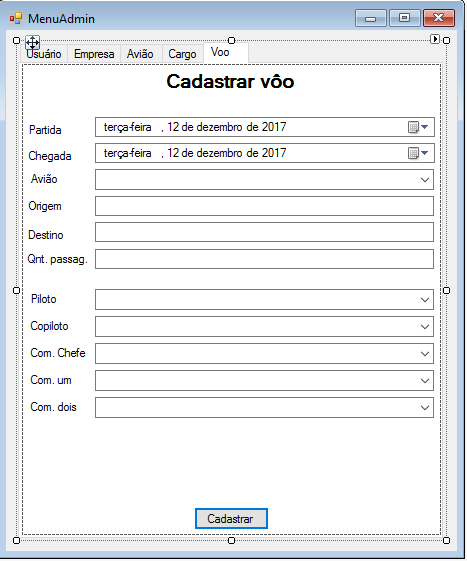 MenuAdmin
Usuário Empresa Avião Cargo Voo
Cadastrar vôo
Partida terça-feira , 12 de dezembro de 2017
Chegada terça-feira , 12 de dezembro de 2017
Avião
Origem
Destino
Qnt. passag.
Piloto
Copiloto
Com. Chefe
Com. um
Com. dois
Cadastrar